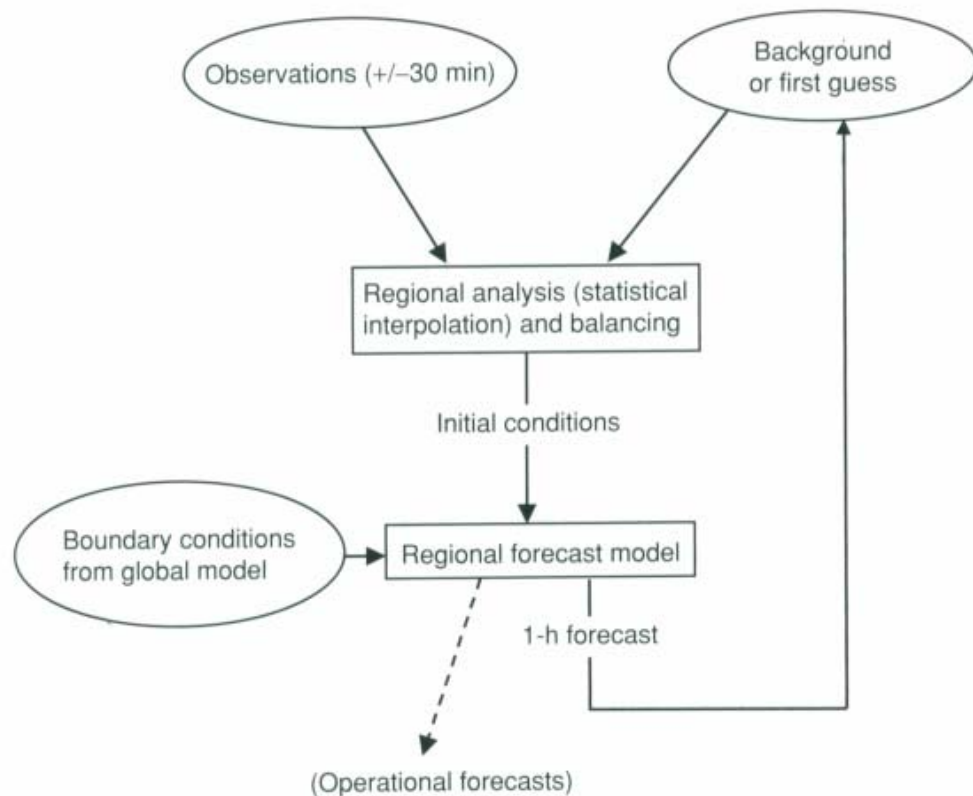 Observations (+/−30 min)
Background
or first guess
Regional analysis (statistical
interpolation) and balancing
Initial conditions
Boundary conditions
from global model
Regional forecast model
1-h forecast
(Operational forecasts)